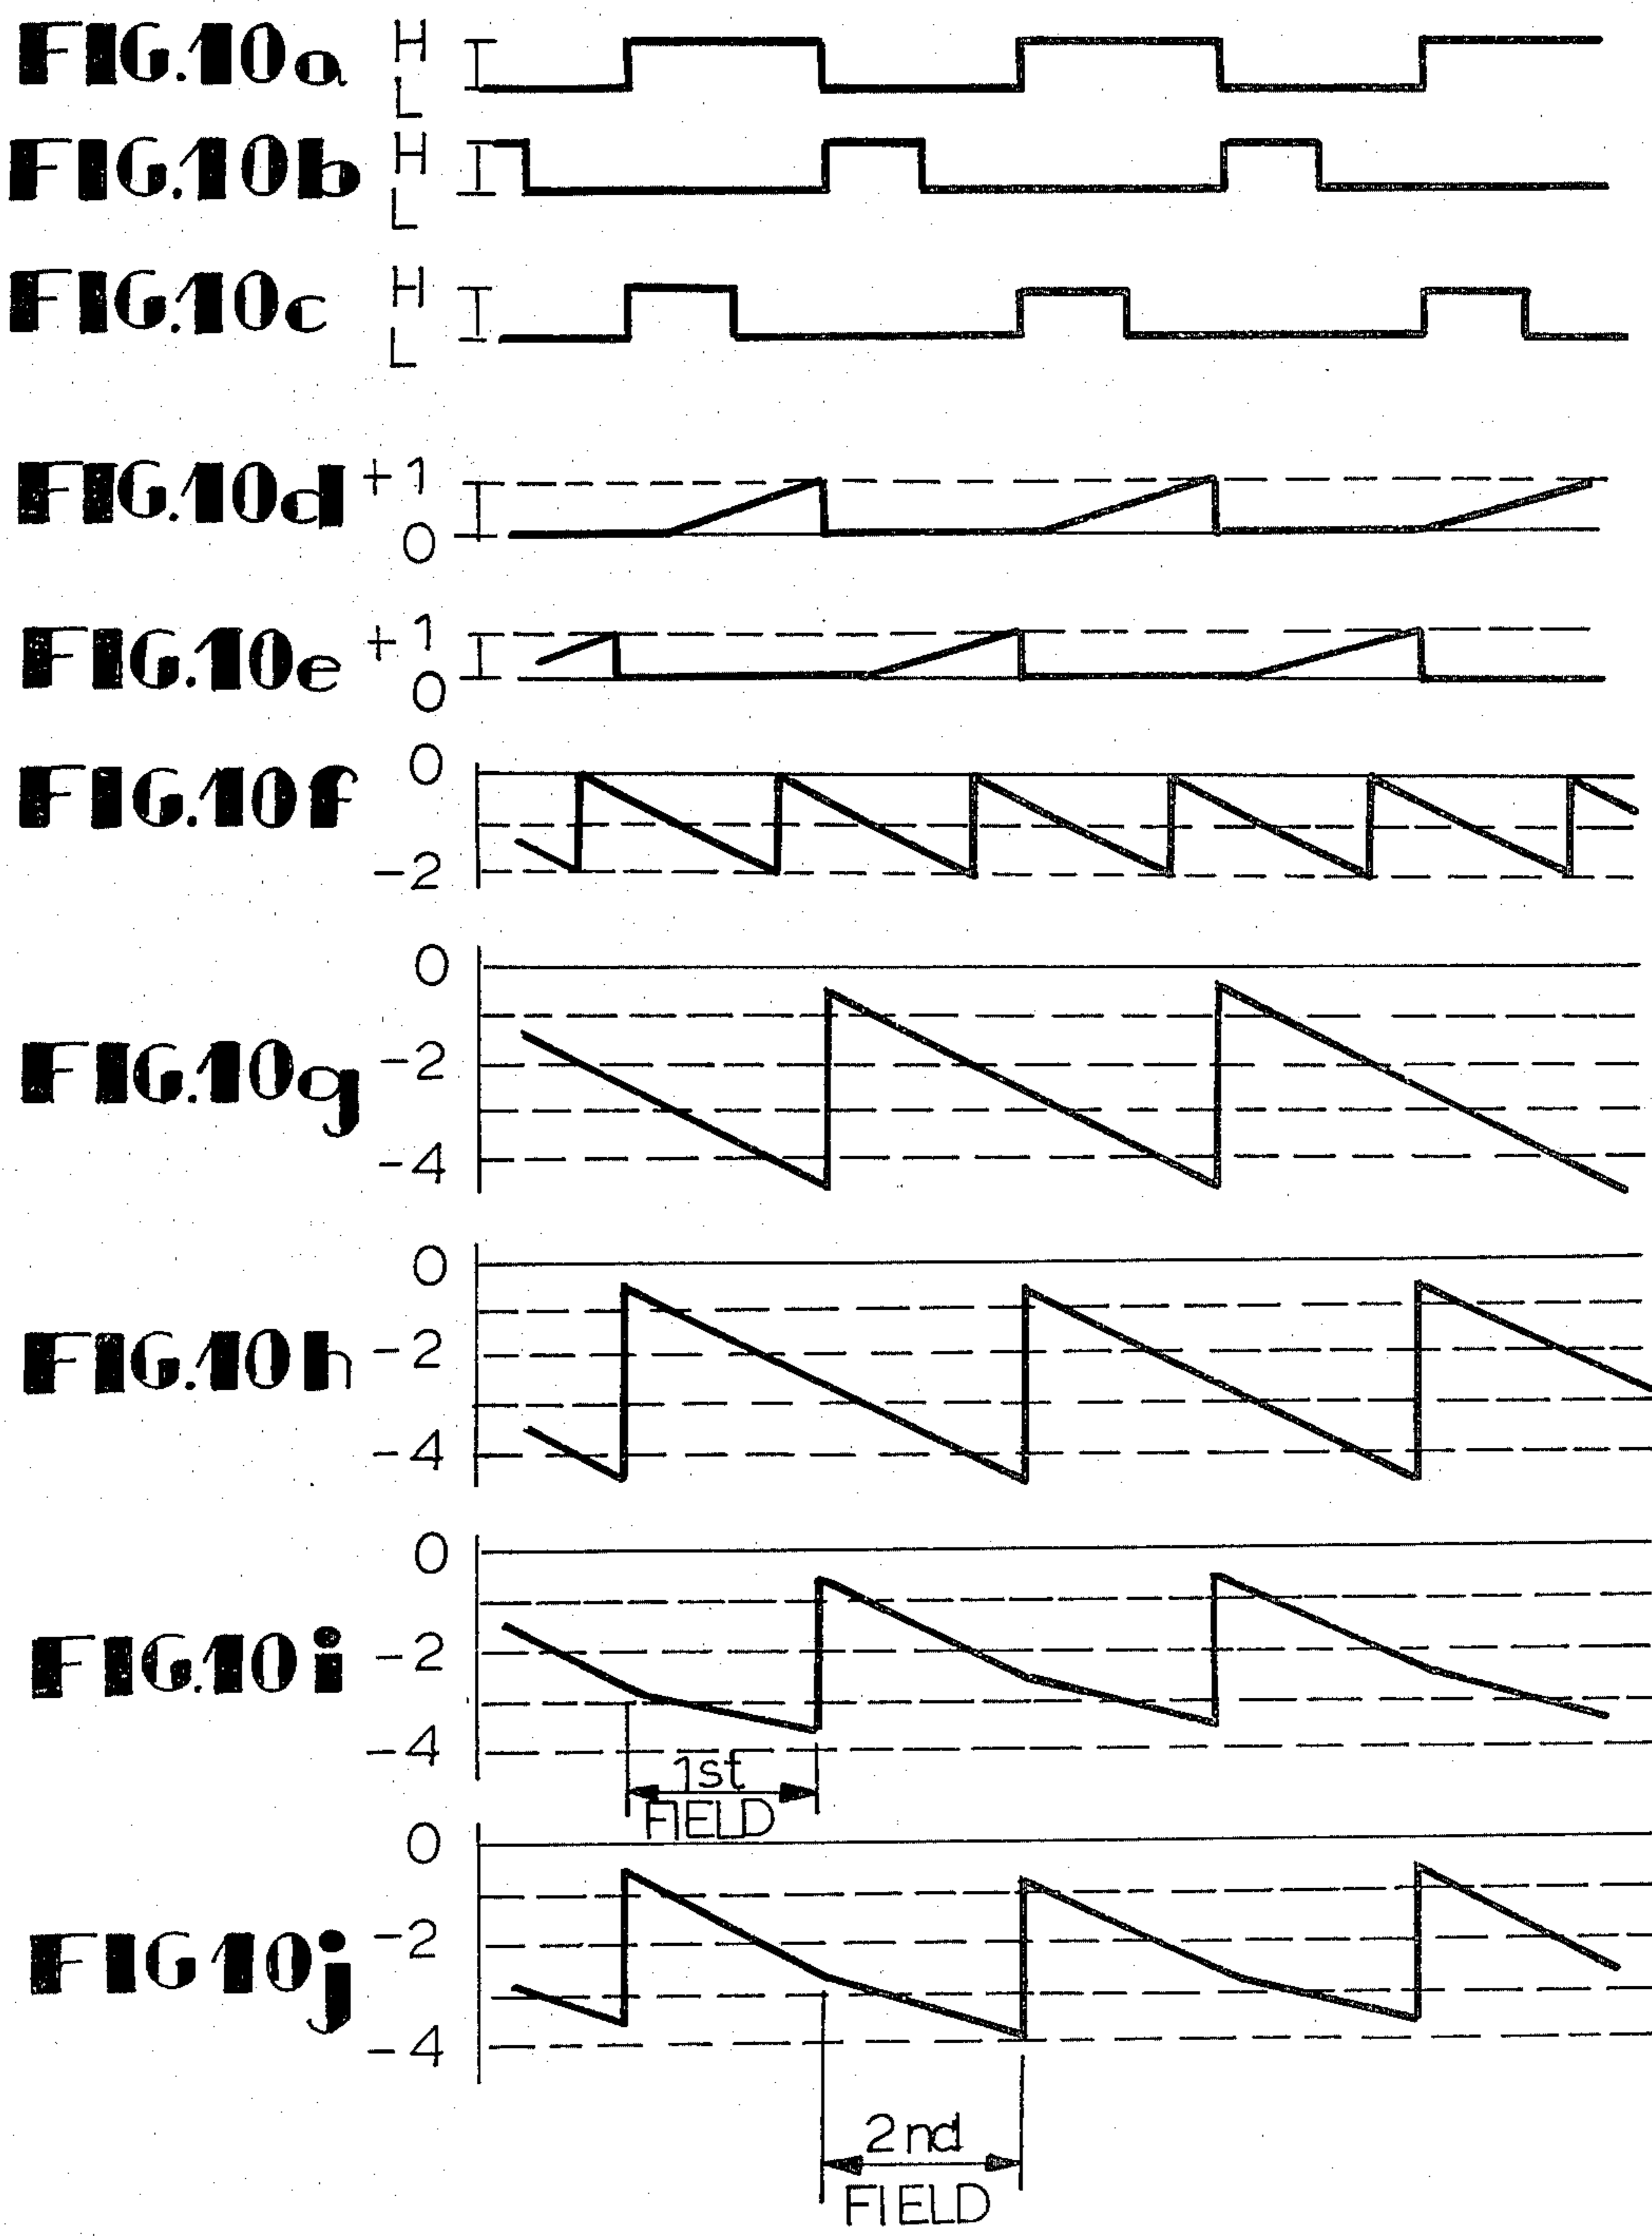 FIG.10a H
L
FIG.10b H
L
FIG.10c H
L
FIG.10d +1
0
FIG.10e +1
0
FIG.10f 0
-2
0
FIG.10g -2
-4
0
FIG.10h -2
-4
0
FIG.10i -2
-4
1st
FIELD
0
FIG 10j -2
-4
2nd
FIELD